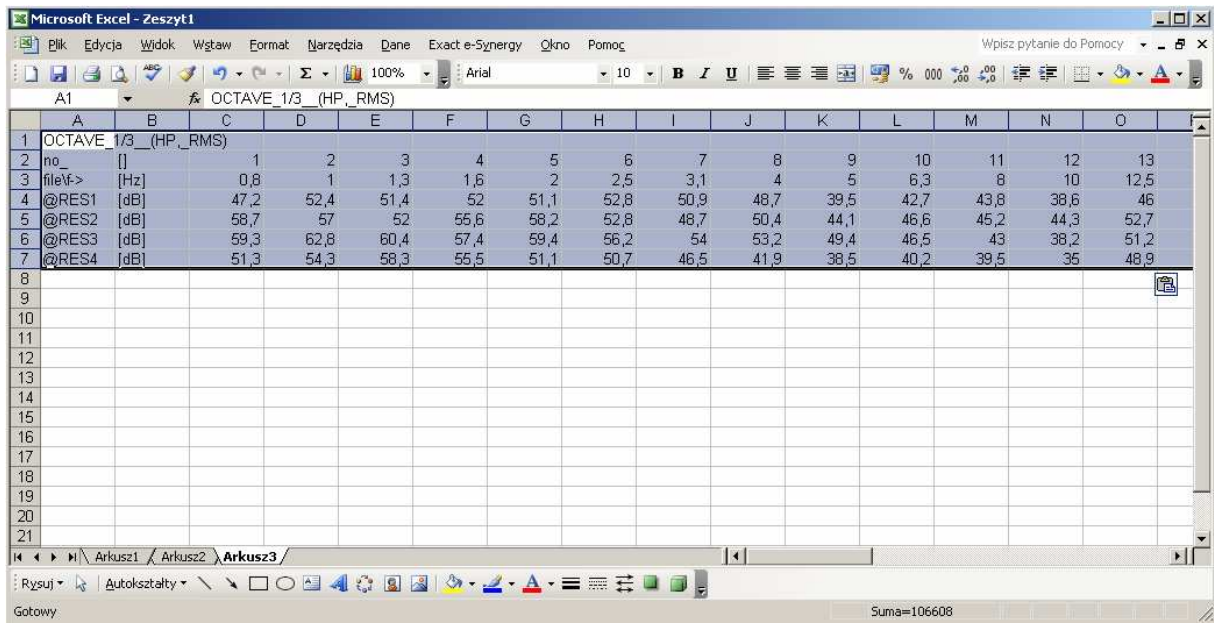 Microsoft Excel - Zeszyt1
Plik Edycja Widok Wstaw Format Narzędzia Dane Exact e-Synergy Okno Pomoc Wpisz pytanie do Pomocy
100% Arial 10 B I U % 000
A1 fx OCTAVE_1/3__(HP,_RMS)
A B C D E F G H I J K L M N O
1 OCTAVE_1/3__(HP,_RMS)
2 no_ [] 1 2 3 4 5 6 7 8 9 10 11 12 13
3 file\f-> [Hz] 0,8 1 1,3 1,6 2 2,5 3,1 4 5 6,3 8 10 12,5
4 @RES1 [dB] 47,2 52,4 51,4 52 51,1 52,8 50,9 48,7 39,5 42,7 43,8 38,6 46
5 @RES2 [dB] 58,7 57 52 55,6 58,2 52,8 48,7 50,4 44,1 46,6 45,2 44,3 52,7
6 @RES3 [dB] 59,3 62,8 60,4 57,4 59,4 56,2 54 53,2 49,4 46,5 43 38,2 51,2
7 @RES4 [dB] 51,3 54,3 58,3 55,5 51,1 50,7 46,5 41,9 38,5 40,2 39,5 35 48,9
8
9
10
11
12
13
14
15
16
17
18
19
20
21
Arkusz1 Arkusz2 Arkusz3
Rysuj Autokształty
Gotowy Suma=106608